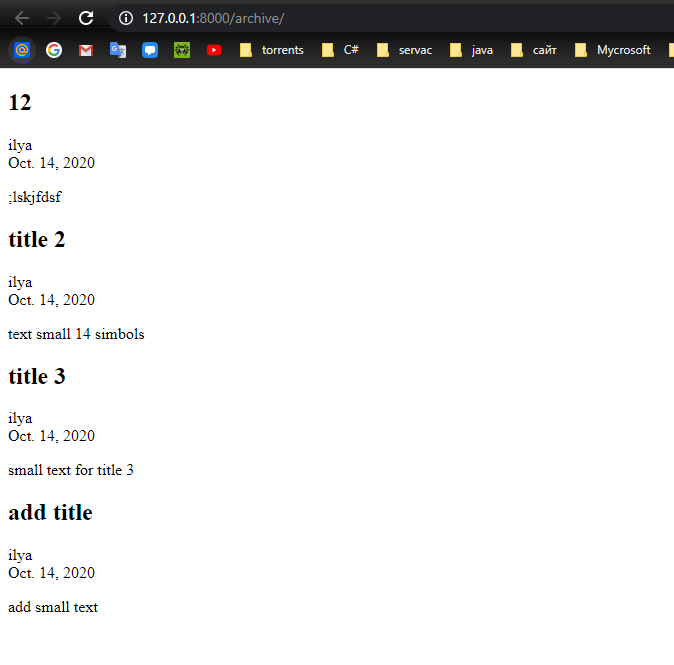 127.0.0.1:8000/archive/
torrents C# servac java сайт Mycrosoft
12
ilya
Oct. 14, 2020
;lskjfdsf
title 2
ilya
Oct. 14, 2020
text small 14 simbols
title 3
ilya
Oct. 14, 2020
small text for title 3
add title
ilya
Oct. 14, 2020
add small text